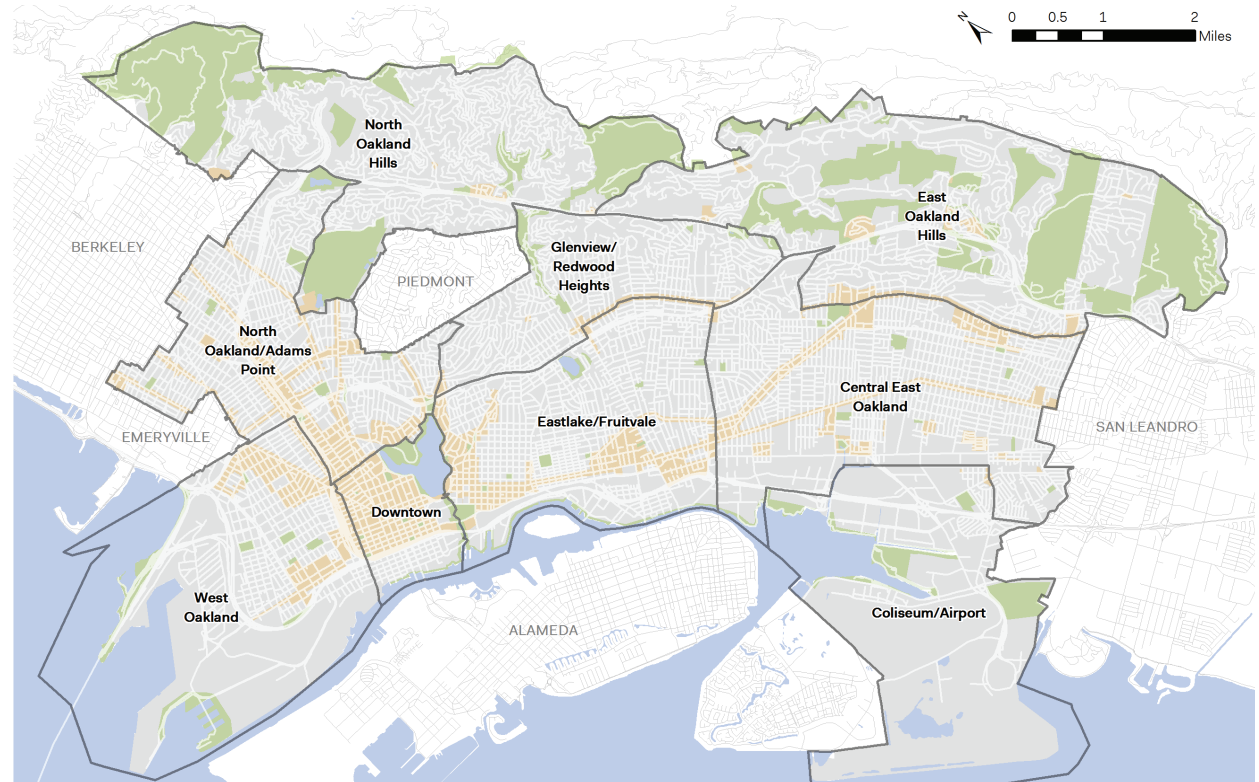 N
0 0.5 1 2
Miles
North
Oakland
Hills
East
Oakland
Hills
BERKELEY
Glenview/
Redwood
Heights
PIEDMONT
North
Oakland/Adams
Point
Central East
Oakland
Eastlake/Fruitvale
SAN LEANDRO
EMERYVILLE
Downtown
West
Oakland
Coliseum/Airport
ALAMEDA